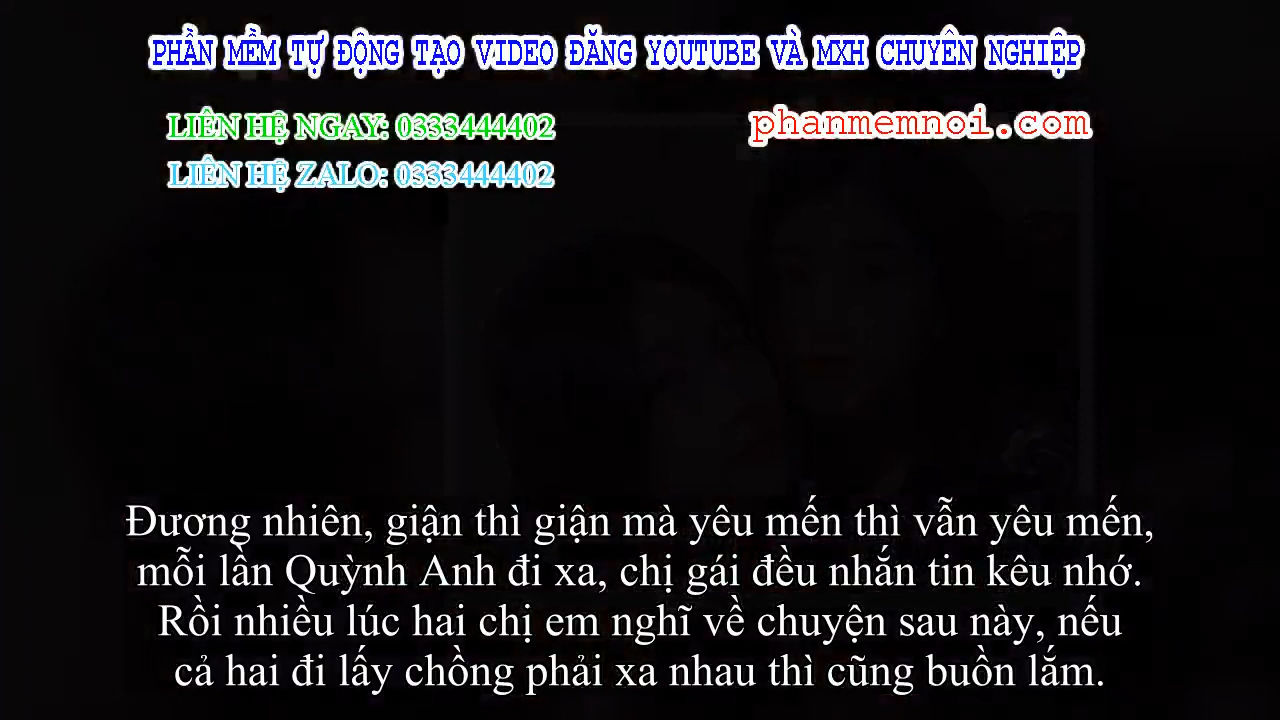 PHẦN MỀM TỰ ĐỘNG TẠO VIDEO ĐĂNG YOUTUBE VÀ MXH CHUYÊN NGHIỆP
LIÊN HỆ NGAY: 0333444402
phanmemnoi.com
LIÊN HỆ ZALO: 0333444402
Đương nhiên, giận thì giận mà yêu mến thì vẫn yêu mến,
mỗi lần Quỳnh Anh đi xa, chị gái đều nhắn tin kêu nhớ.
Rồi nhiều lúc hai chị em nghĩ về chuyện sau này, nếu
cả hai đi lấy chồng phải xa nhau thì cũng buồn lắm.